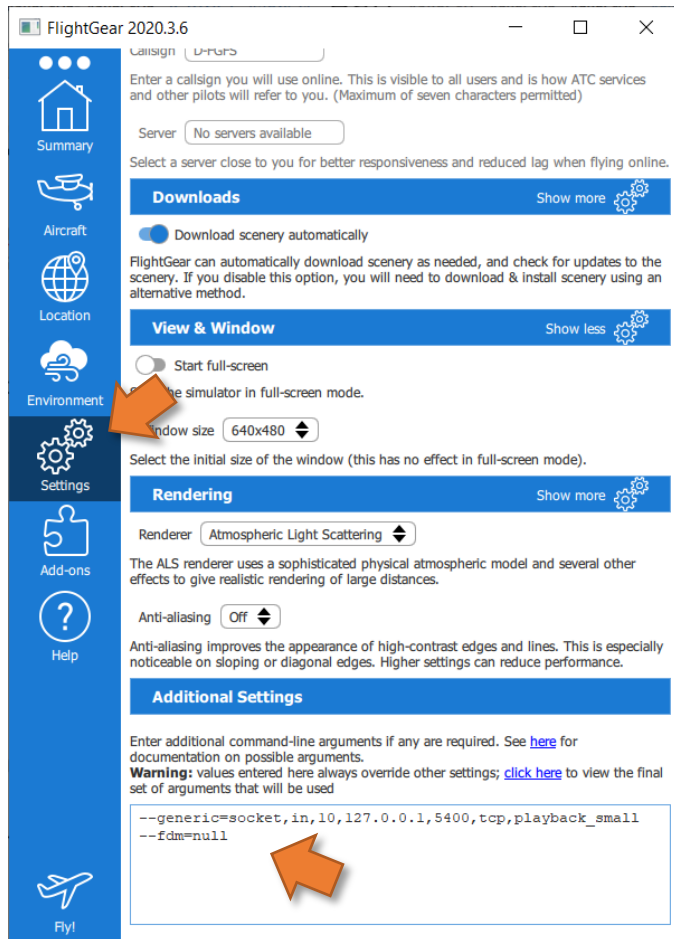 FlightGear 2020.3.6
Summary
Aircraft
Location
Environment
Settings
Add-ons
Help
Fly!
Callsign D-FGFS
Enter a callsign you will use online. This is visible to all users and is how ATC services
and other pilots will refer to you. (Maximum of seven characters permitted)
Server No servers available
Select a server close to you for better responsiveness and reduced lag when flying online.
Downloads Show more
Download scenery automatically
FlightGear can automatically download scenery as needed, and check for updates to the
scenery. If you disable this option, you will need to download & install scenery using an
alternative method.
View & Window Show less
Start full-screen
the simulator in full-screen mode.
indow size 640x480
Select the initial size of the window (this has no effect in full-screen mode).
Rendering Show more
Renderer Atmospheric Light Scattering
The ALS renderer uses a sophisticated physical atmospheric model and several other
effects to give realistic rendering of large distances.
Anti-aliasing Off
Anti-aliasing improves the appearance of high-contrast edges and lines. This is especially
noticeable on sloping or diagonal edges. Higher settings can reduce performance.
Additional Settings
Enter additional command-line arguments if any are required. See here for
documentation on possible arguments.
Warning: values entered here always override other settings; click here to view the final
set of arguments that will be used
--generic=socket,in,10,127.0.0.1,5400,tcp,playback_small
--fdm=null